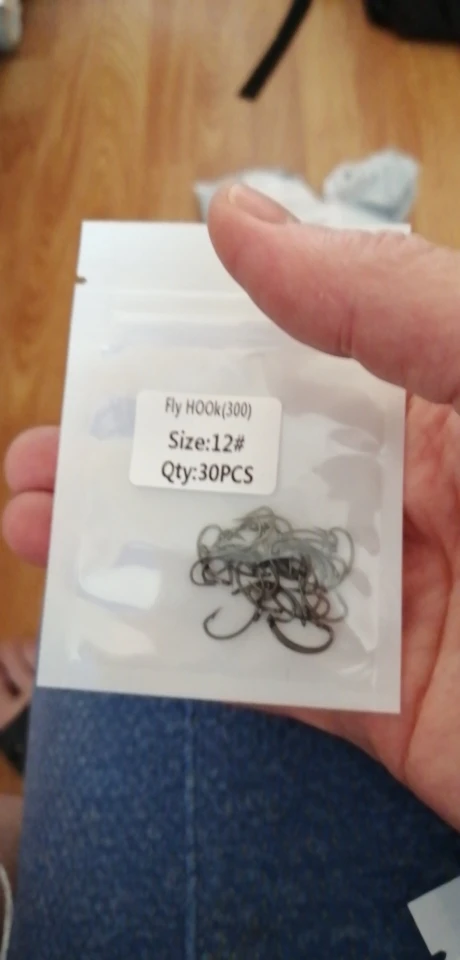 Fly HOOk(300)
Size:12#
Qty:30PCS